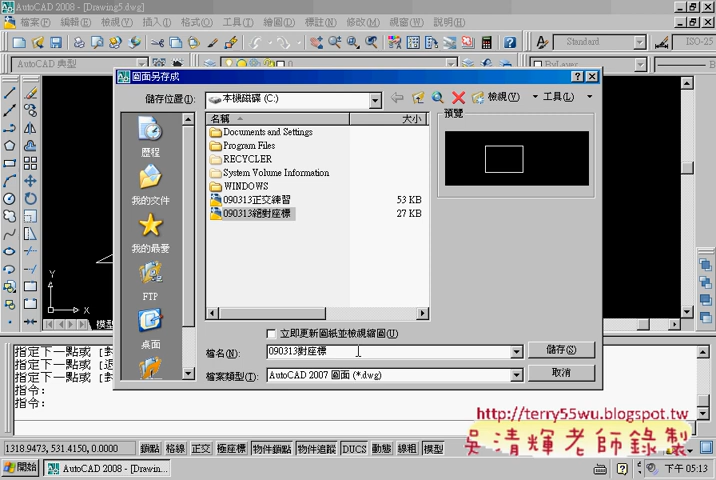 AutoCAD 2008 - [Drawing5.dwg]
檔案(F) 編輯(E) 檢視(V) 插入(I) 格式(O) 工具(T) 繪圖(D) 標註(N) 修改(M) 視窗(W) 說明(H)
Standard ISO-25
AutoCAD 典型 ByLayer
圖面另存成
儲存位置(I): 本機磁碟 (C:) 檢視(V) 工具(L)
名稱 大小 預覽
Documents and Settings
Program Files
RECYCLER
System Volume Information
WINDOWS
090313正交練習 53 KB
090313絕對座標 27 KB
歷程
我的文件
我的最愛
FTP
桌面
立即更新圖紙並檢視縮圖(U)
檔名(N): 090313對座標 儲存(S)
檔案類型(T): AutoCAD 2007 圖面 (*.dwg) 取消
Y
X
模型
指定下一點或 [封
指定下一點或 [退
指定下一點或 [封
指令:
指令:
http://terry55wu.blogspot.tw
吳清輝老師錄製
1318.9473, 531.4150, 0.0000 鎖點 格線 正交 極座標 物件鎖點 物件追蹤 DUCS 動態 線粗 模型
開始 AutoCAD 2008 - [Drawin... 下午 05:13